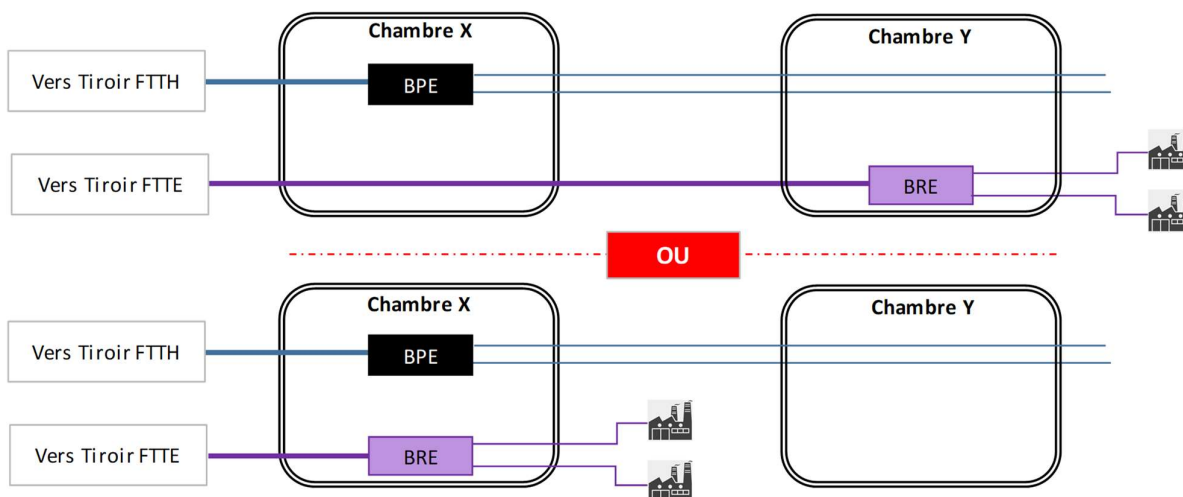 Chambre X
Chambre Y
Vers Tiroir FTTH
BPE
Vers Tiroir FTTE
BRE
OU
Chambre X
Chambre Y
Vers Tiroir FTTH
BPE
Vers Tiroir FTTE
BRE